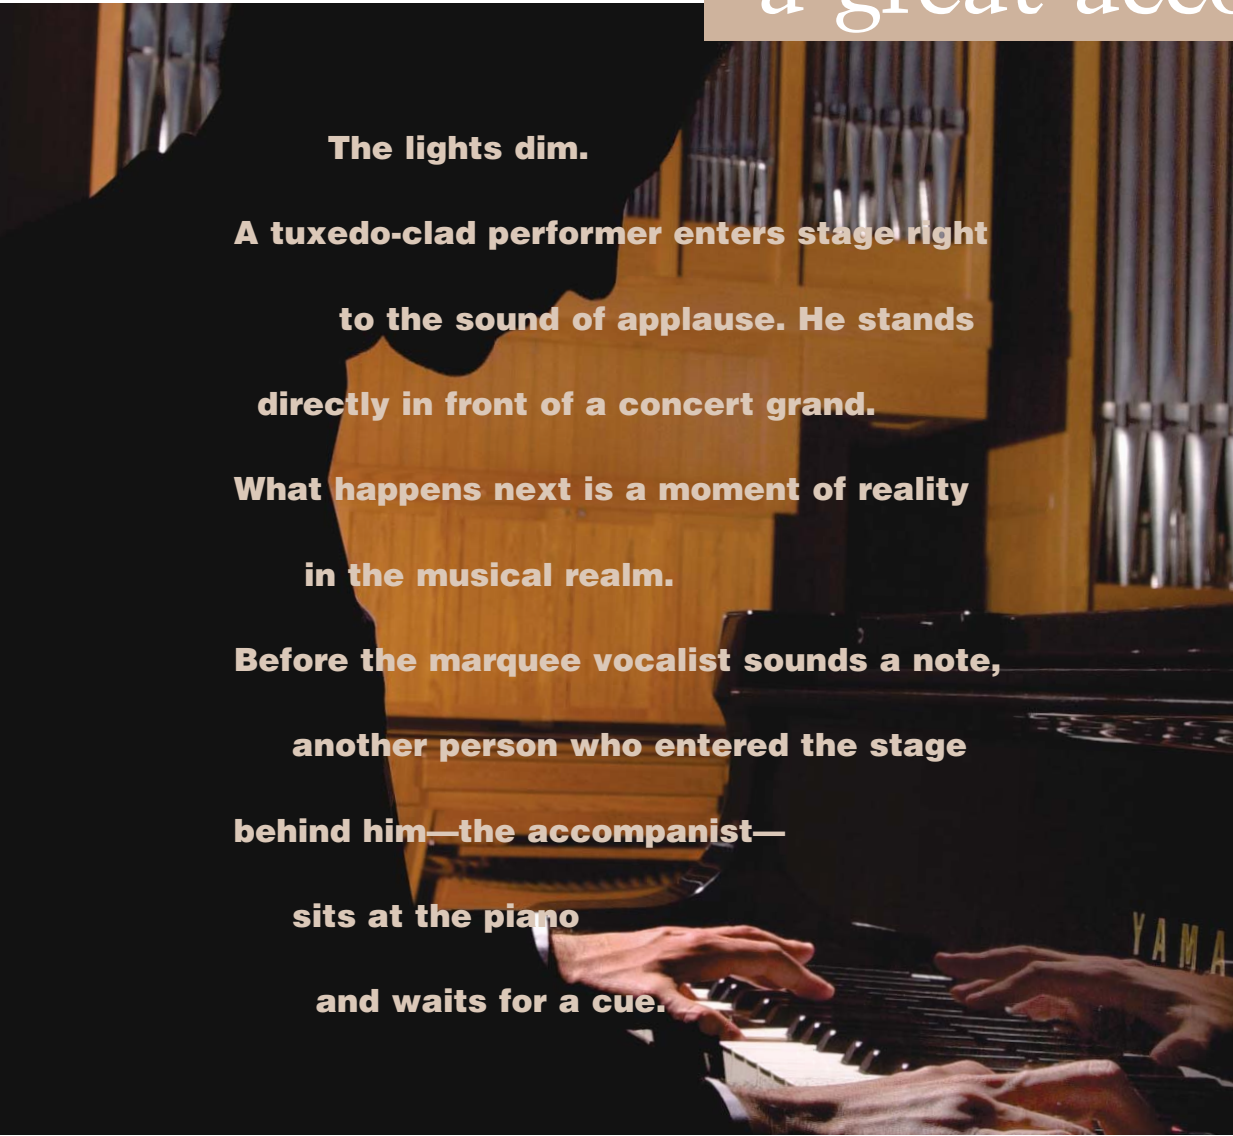 a great acco
The lights dim.
A tuxedo-clad performer enters stage right
to the sound of applause. He stands
directly in front of a concert grand.
What happens next is a moment of reality
in the musical realm.
Before the marquee vocalist sounds a note,
another person who entered the stage
behind him—the accompanist—
sits at the piano
and waits for a cue.
YAMA